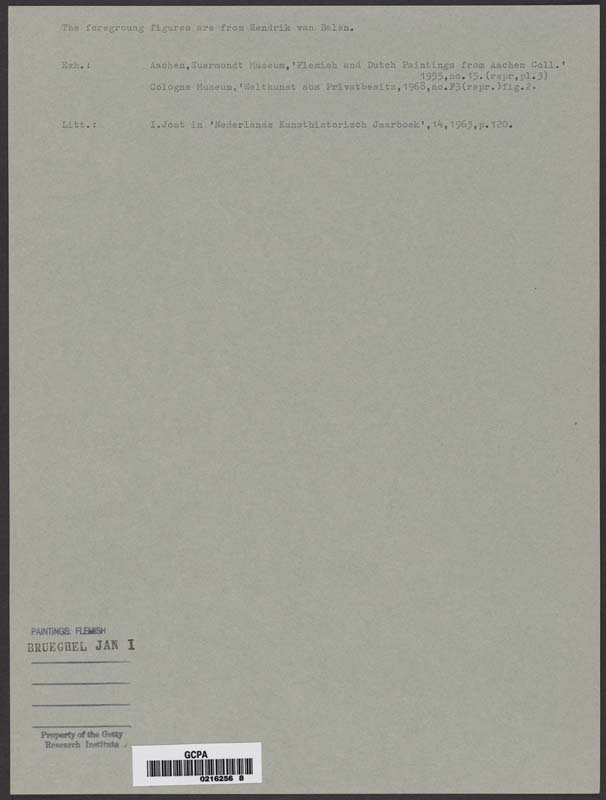 The foregroung figures are from Hendrik van Balen.
Exh.: Aachen,Suermondt Museum,'Flemish and Dutch Paintings from Aachen Coll.'
1955,no.15.(repr,pl.3)
Cologne Museum,'Weltkunst aus Privatbesitz,1968,no.F3(repr.)fig.2.
Litt.: I.Jost in 'Nederlands Kunsthistorisch Jaarboek',14,1963,p.120.
PAINTINGS: FLEMISH
BRUEGHEL JAN I
Property of the Getty
Research Institute
GCPA
0216256 8